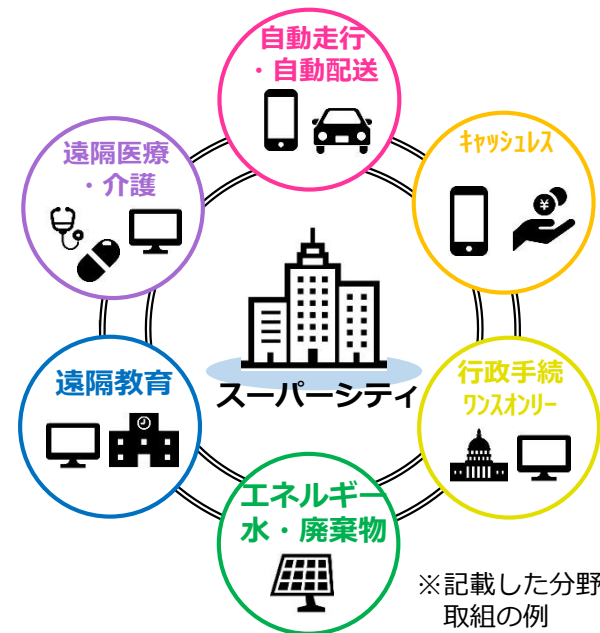 自動走行
・自動配送
遠隔医療
・介護
ｷｬｯｼｭﾚｽ
¥
スーパーシティ
遠隔教育
行政手続
ﾜﾝｽｵﾝﾘｰ
エネルギー
水・廃棄物
※記載した分野
取組の例